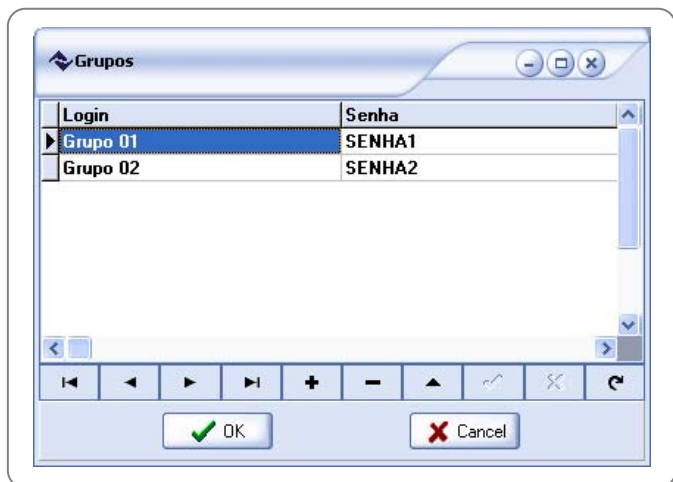 Grupos
Login Senha
Grupo 01 SENHA1
Grupo 02 SENHA2
OK Cancel